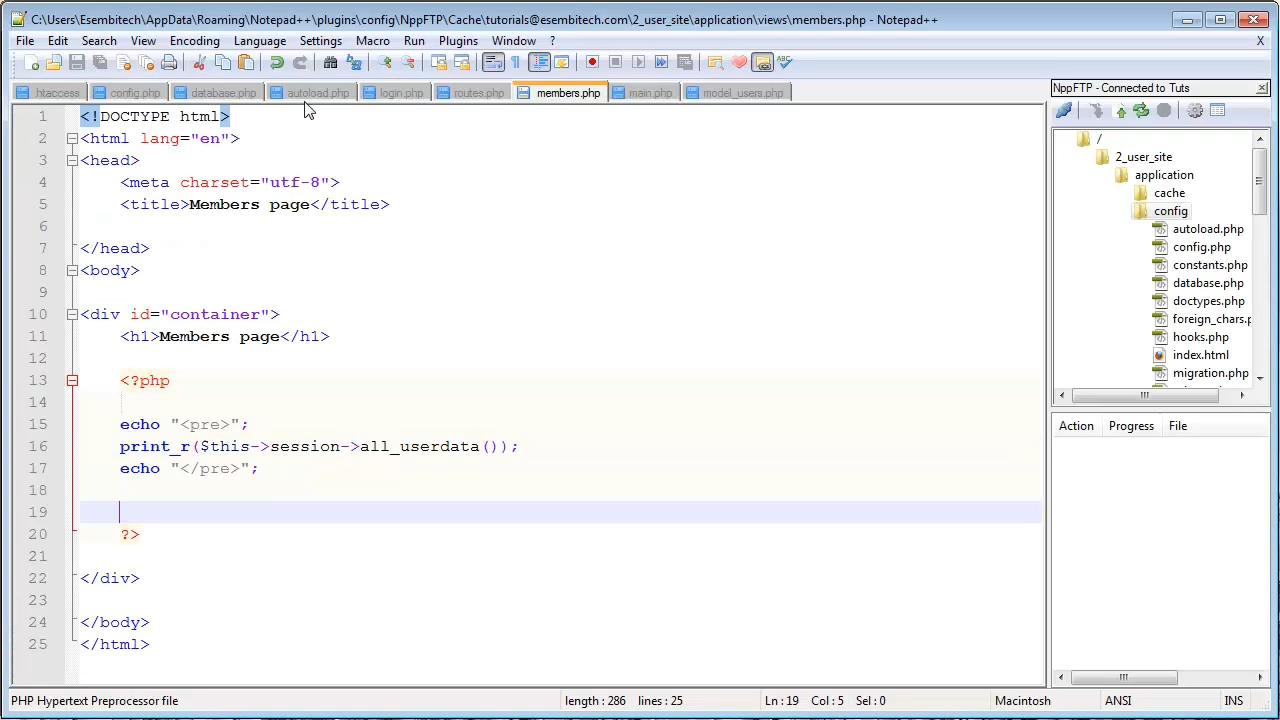 C:\Users\Esembitech\AppData\Roaming\Notepad++\plugins\config\NppFTP\Cache\tutorials@esembitech.com\2_user_site\application\views\members.php - Notepad++
File Edit Search View Encoding Language Settings Macro Run Plugins Window ? X
htaccess config.php database.php autoload.php login.php routes.php members.php main.php model_users.php
NppFTP - Connected to Tuts
1 <!DOCTYPE html>
2 <html lang="en">
3 <head>
4 <meta charset="utf-8">
5 <title>Members page</title>
6
7 </head>
8 <body>
9
10 <div id="container">
11 <h1>Members page</h1>
12
13 <?php
14
15 echo "<pre>";
16 print_r($this->session->all_userdata());
17 echo "</pre>";
18
19
20 ?>
21
22 </div>
23
24 </body>
25 </html>
/
2_user_site
application
cache
config
autoload.php
config.php
constants.php
database.php
doctypes.php
foreign_chars.p
hooks.php
index.html
migration.php
Action Progress File
PHP Hypertext Preprocessor file length : 286 lines : 25 Ln : 19 Col : 5 Sel : 0 Macintosh ANSI INS